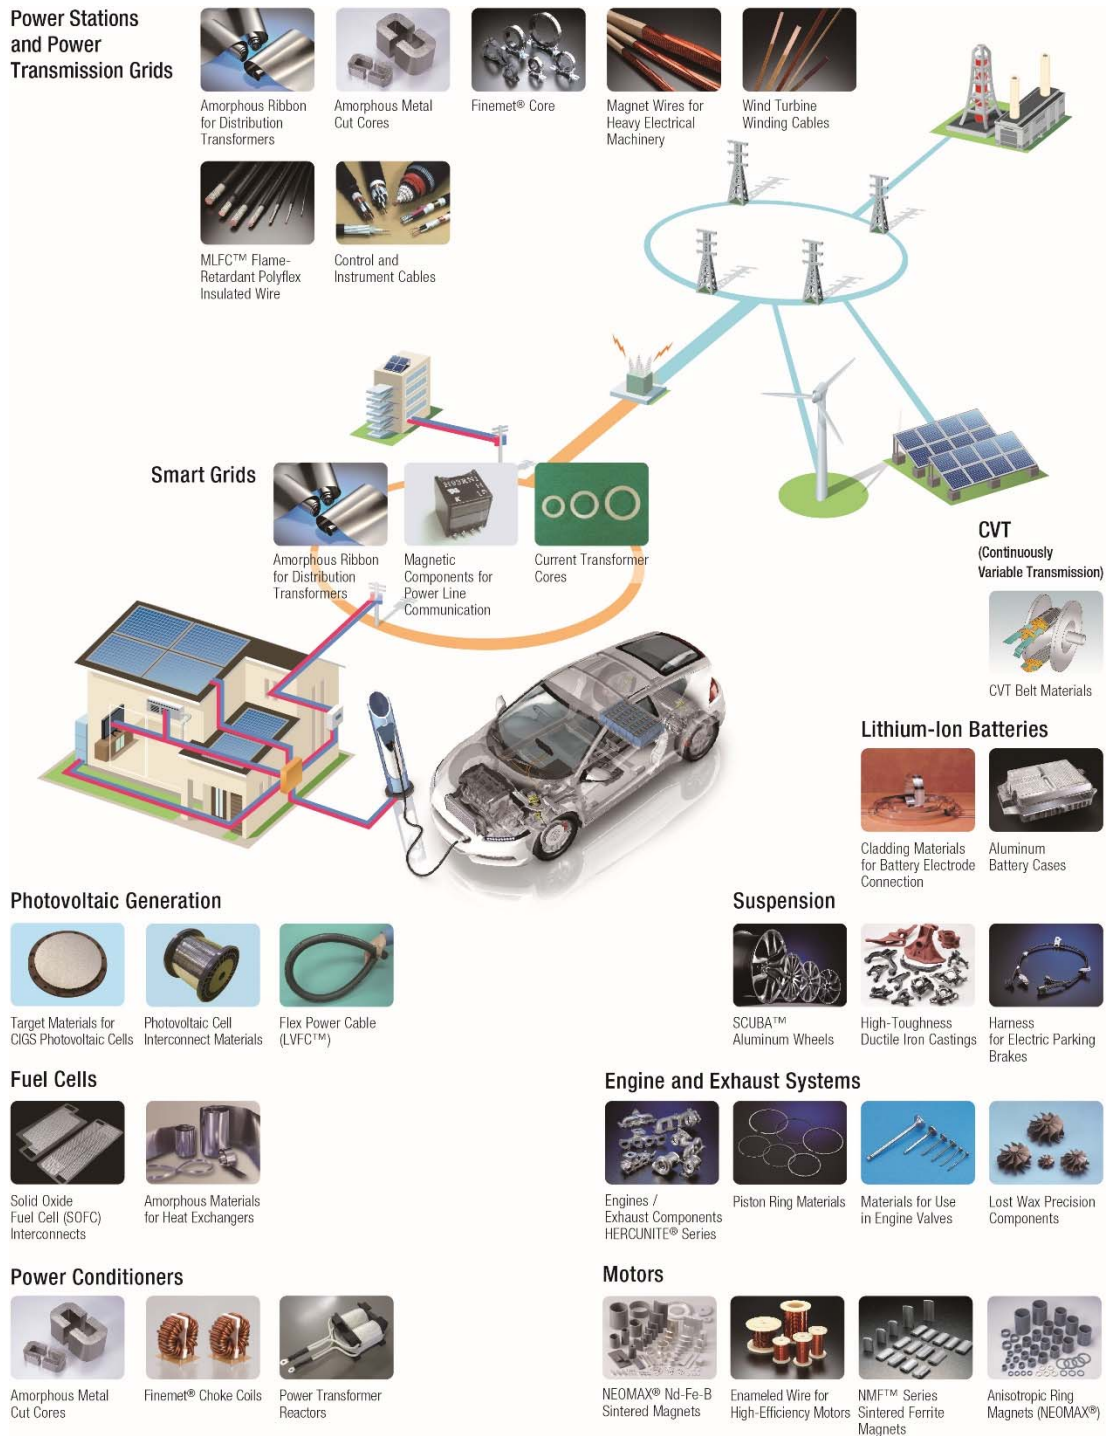 Power Stations
and Power
Transmission Grids
Amorphous Ribbon
for Distribution
Transformers
Amorphous Metal
Cut Cores
Finemet® Core
Magnet Wires for
Heavy Electrical
Machinery
Wind Turbine
Winding Cables
MLFC™ Flame-
Retardant Polyflex
Insulated Wire
Control and
Instrument Cables
Smart Grids
Amorphous Ribbon
for Distribution
Transformers
Magnetic
Components for
Power Line
Communication
Current Transformer
Cores
CVT
(Continuously
Variable Transmission)
CVT Belt Materials
Lithium-Ion Batteries
Cladding Materials
for Battery Electrode
Connection
Aluminum
Battery Cases
Photovoltaic Generation
Target Materials for
CIGS Photovoltaic Cells
Photovoltaic Cell
Interconnect Materials
Flex Power Cable
(LVFC™)
Suspension
SCUBA™
Aluminum Wheels
High-Toughness
Ductile Iron Castings
Harness
for Electric Parking
Brakes
Fuel Cells
Solid Oxide
Fuel Cell (SOFC)
Interconnects
Amorphous Materials
for Heat Exchangers
Engine and Exhaust Systems
Engines /
Exhaust Components
HERCUNITE® Series
Piston Ring Materials
Materials for Use
in Engine Valves
Lost Wax Precision
Components
Power Conditioners
Amorphous Metal
Cut Cores
Finemet® Choke Coils
Power Transformer
Reactors
Motors
NEOMAX® Nd-Fe-B
Sintered Magnets
Enameled Wire for
High-Efficiency Motors
NMF™ Series
Sintered Ferrite
Magnets
Anisotropic Ring
Magnets (NEOMAX®)